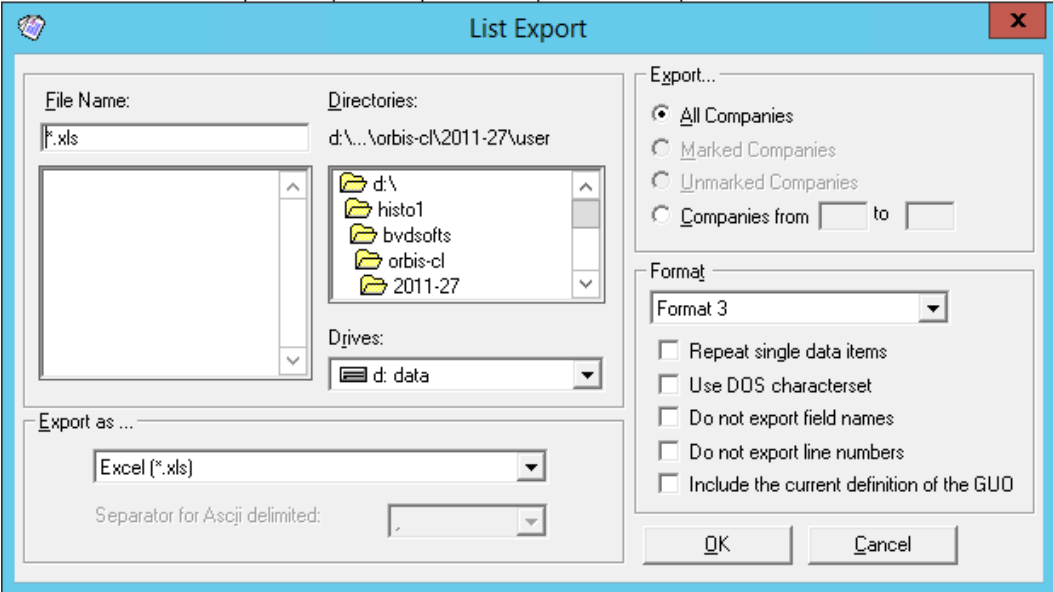 List Export
x
File Name:
*.xls
Directories:
d:\...\orbis-cl\2011-27\user
d:\
histo1
bvdsofts
orbis-cl
2011-27
Drives:
d: data
Export as ...
Excel (*.xls)
Separator for Ascii delimited:
,
Export...
All Companies
Marked Companies
Unmarked Companies
Companies from to
Format
Format 3
Repeat single data items
Use DOS characterset
Do not export field names
Do not export line numbers
Include the current definition of the GUO
OK
Cancel